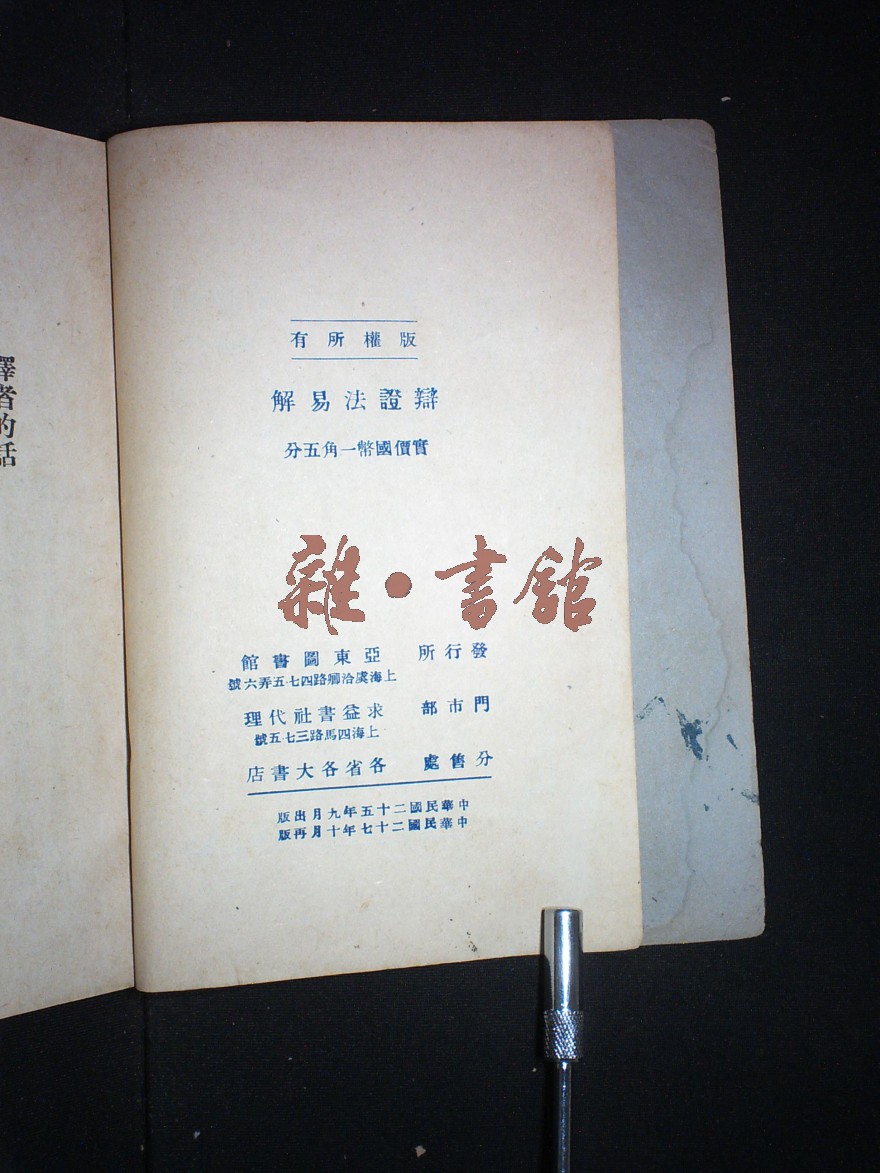 版權所有
辯證法易解
實價國幣一角五分
雜·書館
發行所 亞東圖書館
上海虞洽卿路四七五弄六號
門市部 求益書社代理
上海四馬路三七五號
分售處 各省各大書店
中華民國二十五年九月出版
中華民國二十七年十月再版
譯者的話